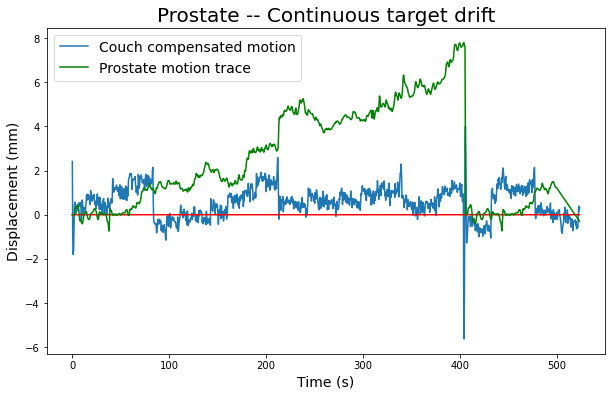 Prostate -- Continuous target drift
Couch compensated motion
Prostate motion trace
Displacement (mm)
8
6
4
2
0
−2
−4
−6
0 100 200 300 400 500
Time (s)